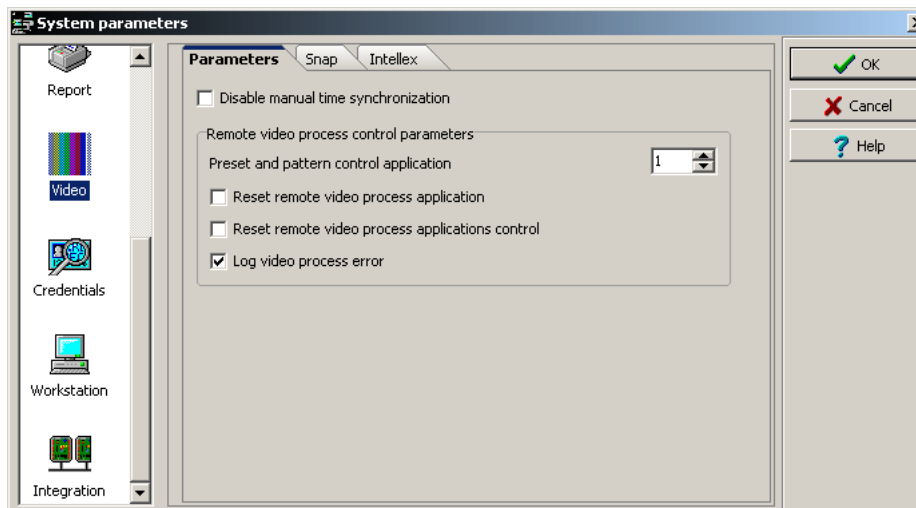 System parameters
Report
Video
Credentials
Workstation
Integration
Parameters
Snap
Intellex
Disable manual time synchronization
Remote video process control parameters
Preset and pattern control application
1
Reset remote video process application
Reset remote video process applications control
Log video process error
OK
Cancel
Help